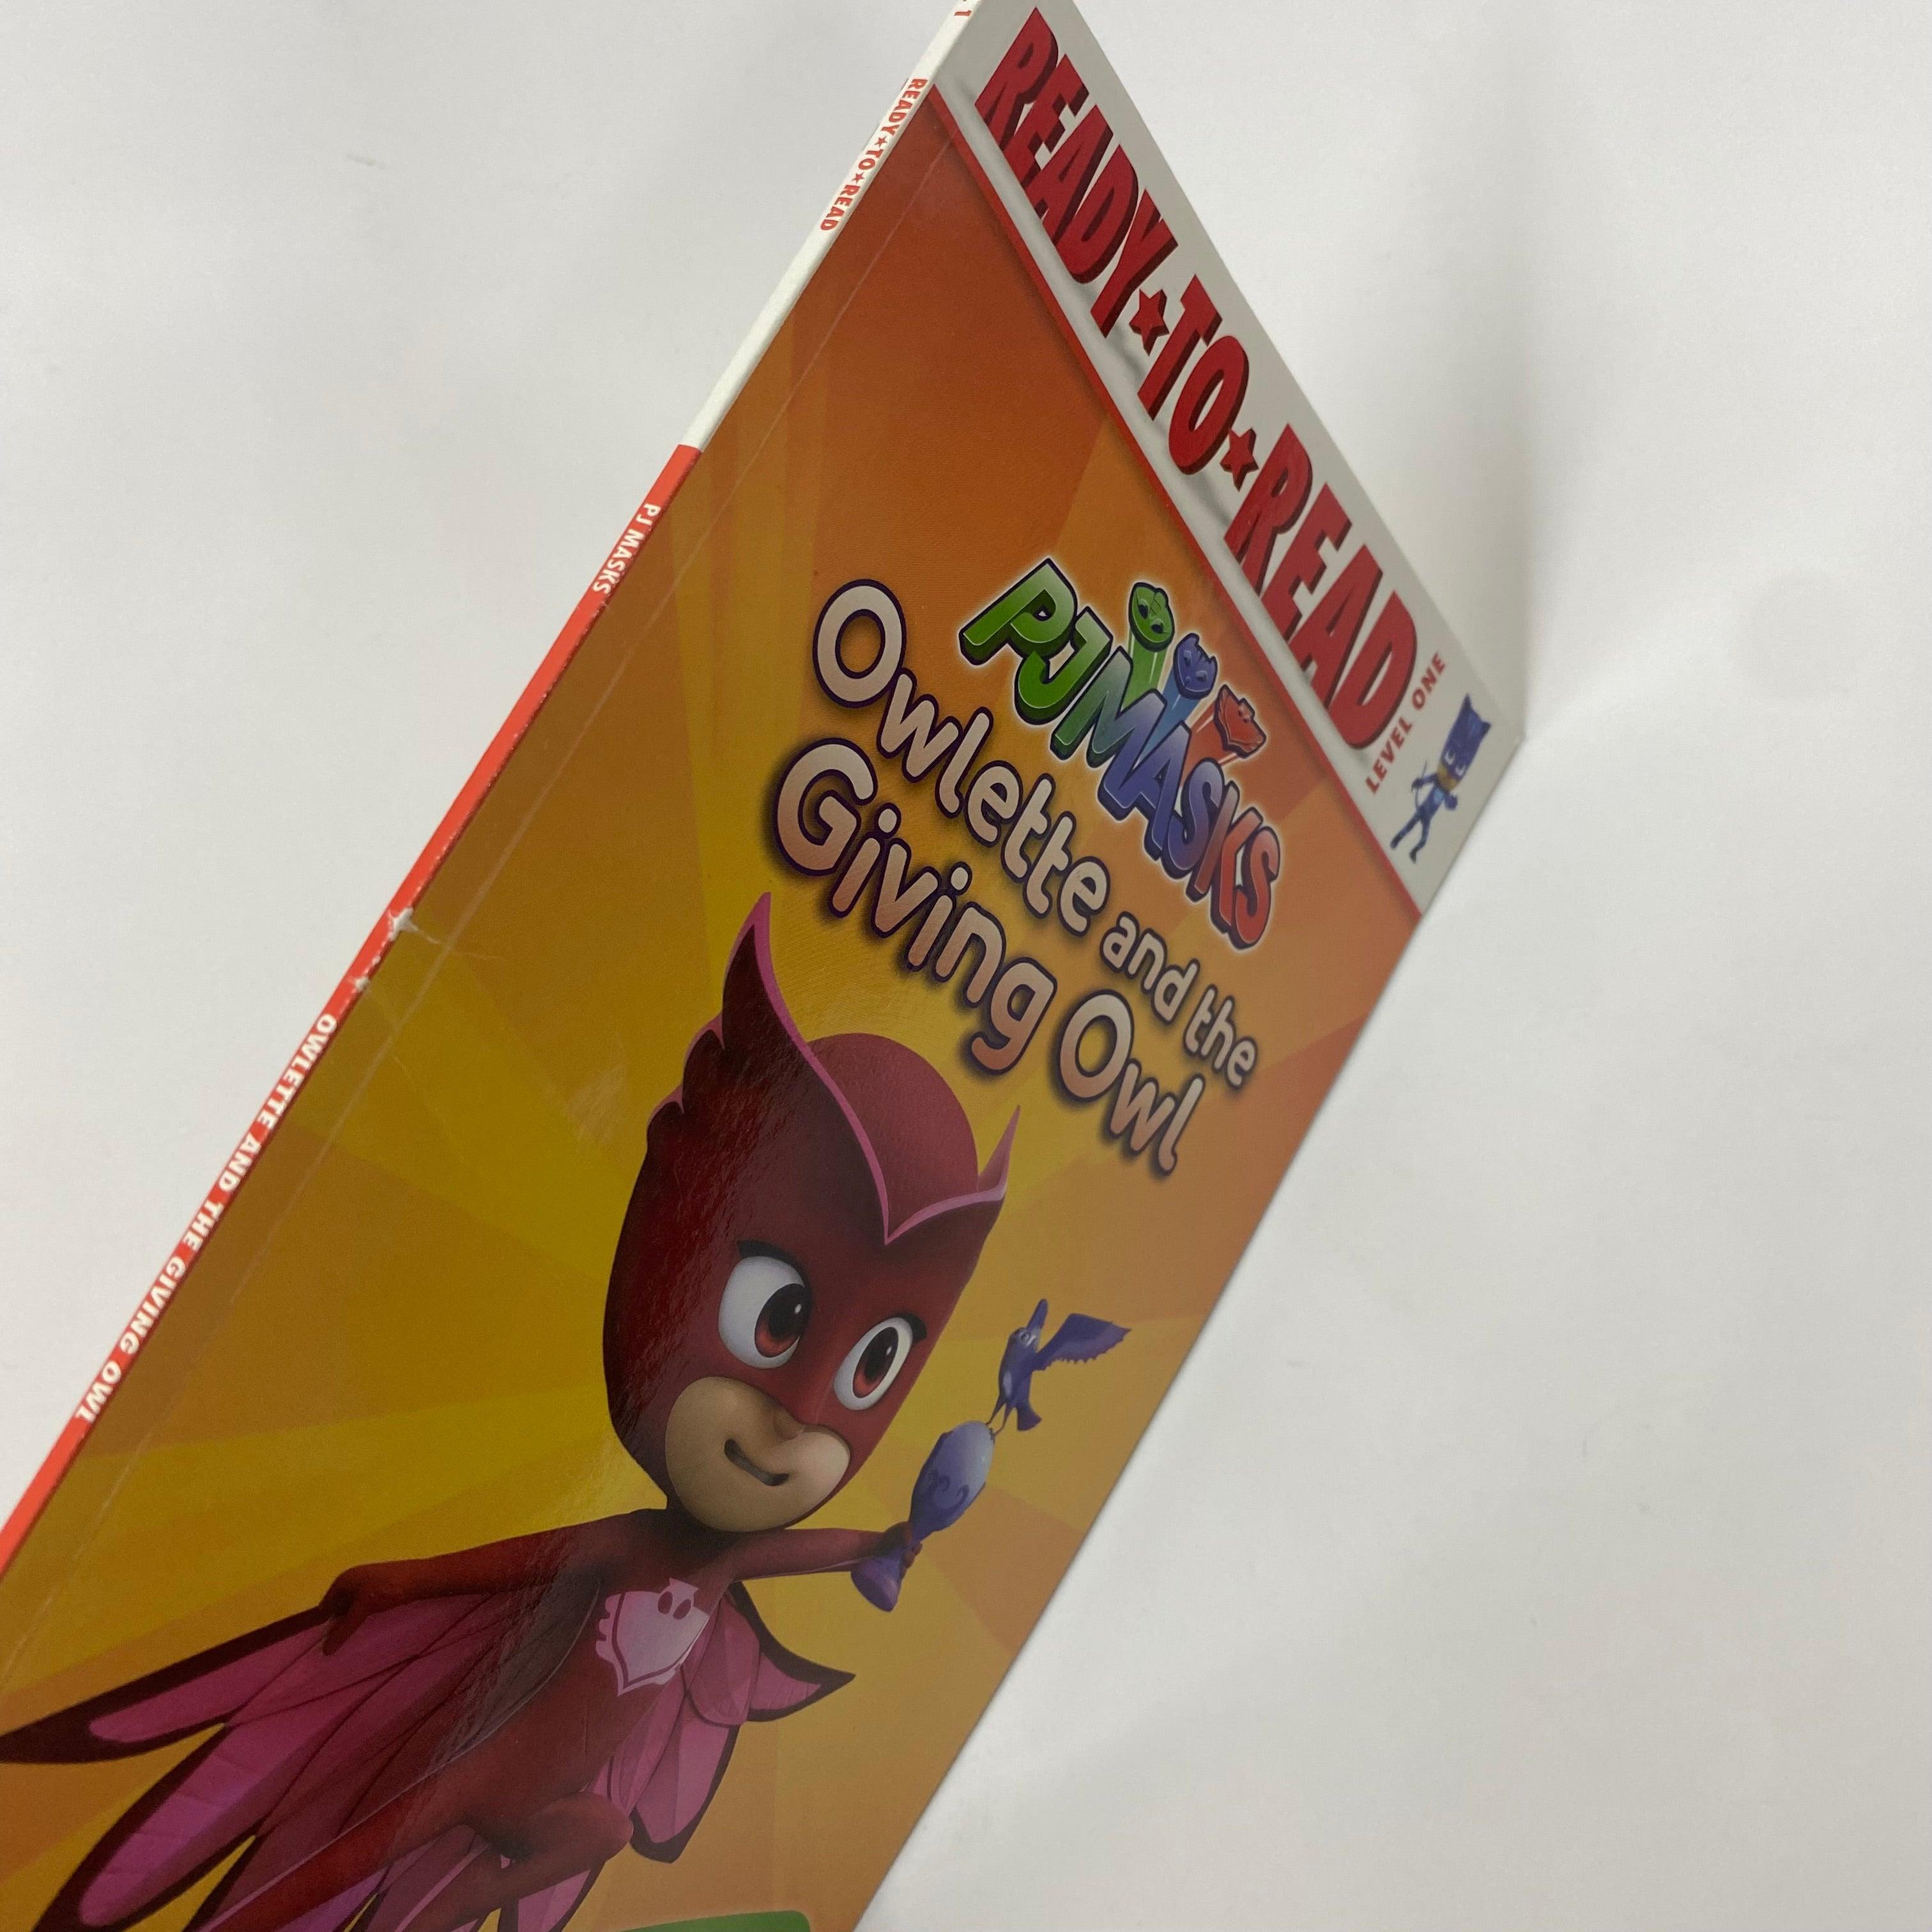 READY★TO★READ
LEVEL ONE
PJ MASKS
Owlette and the
Giving Owl
1
READY★TO★READ
PJ MASKS
OWLETTE AND THE GIVING OWL